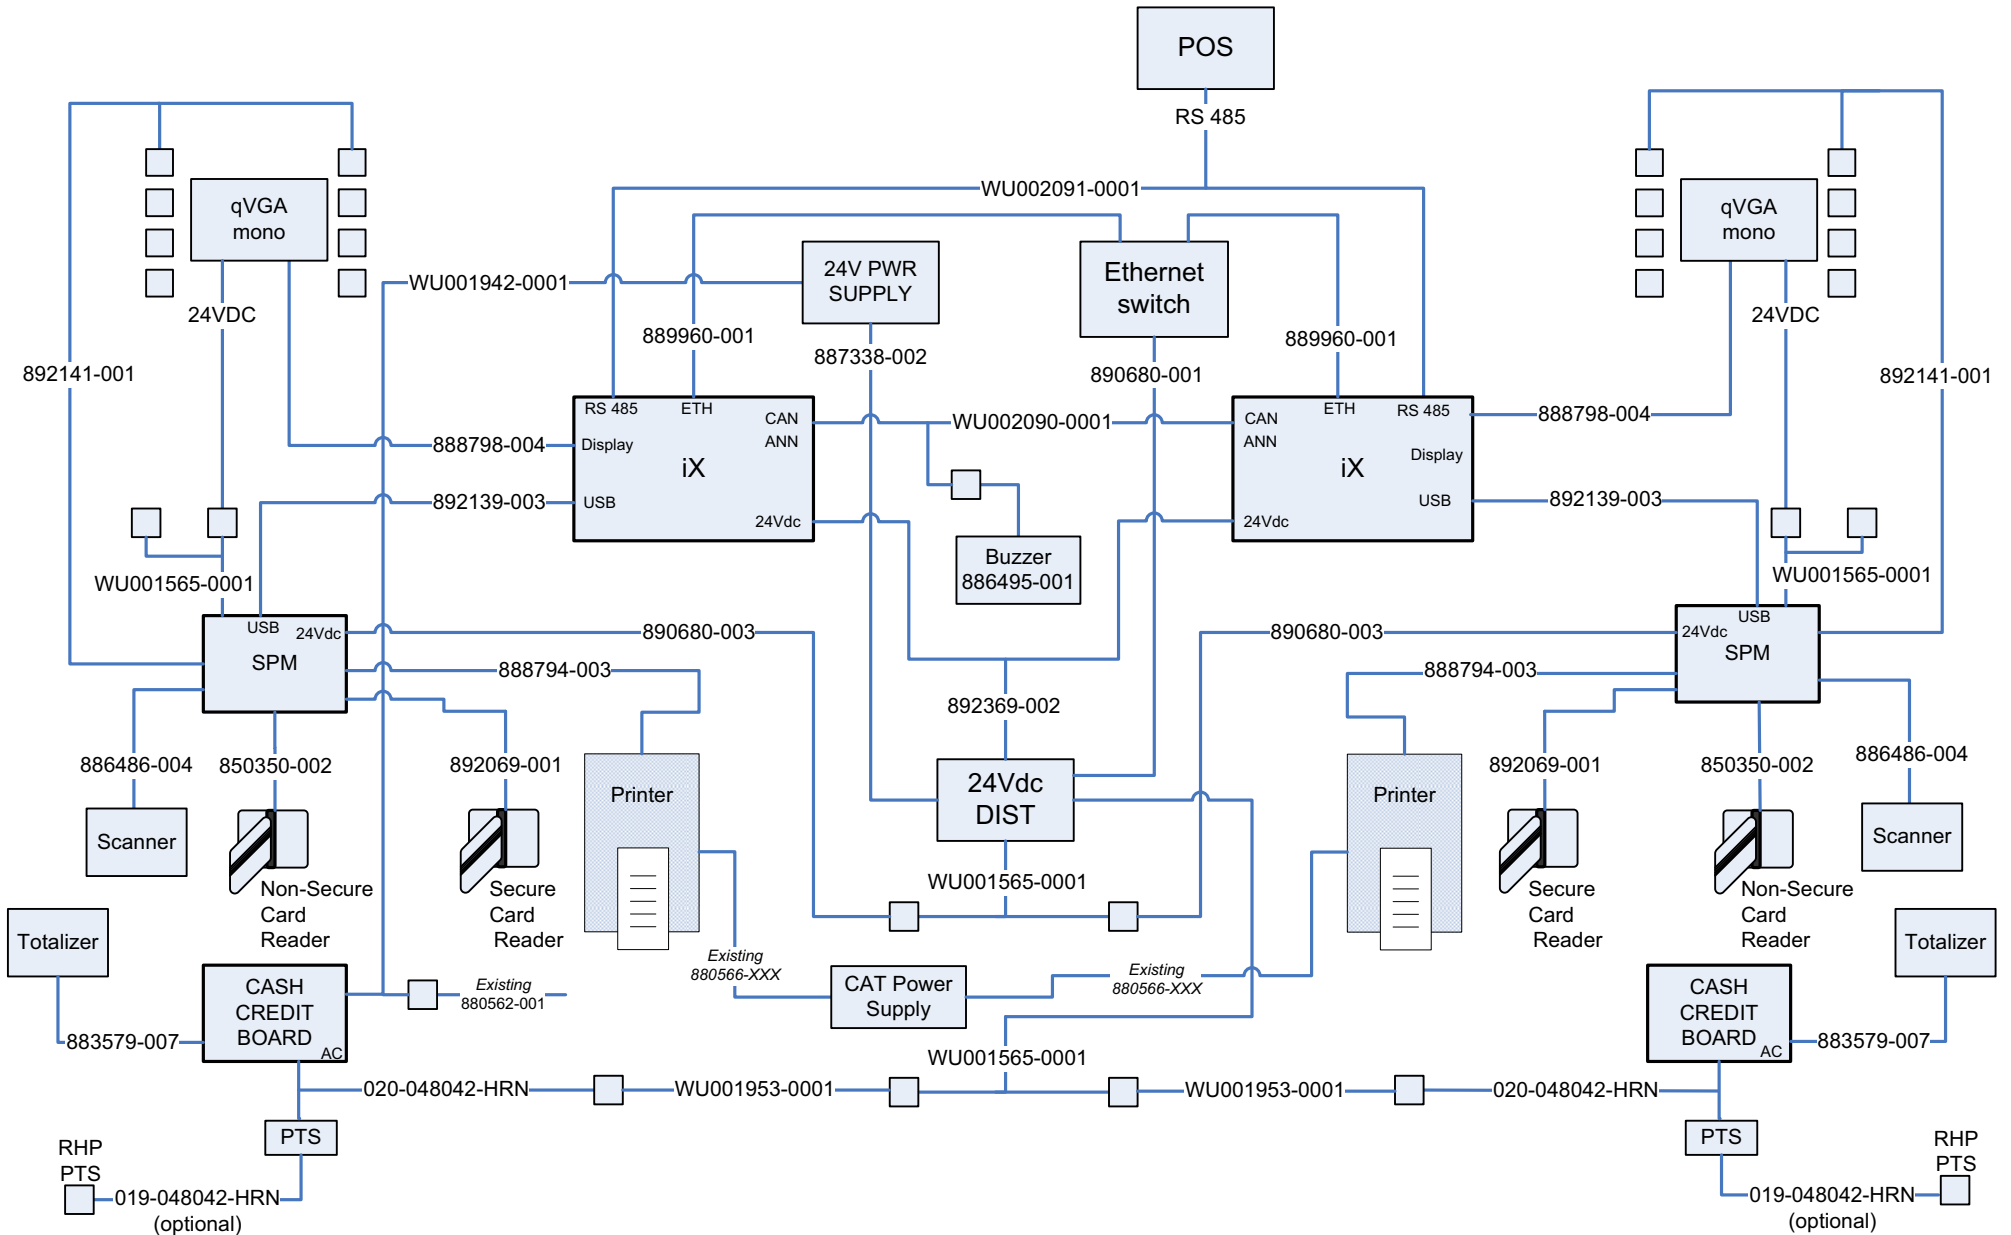 POS
RS 485
WU002091-0001
qVGA
mono
qVGA
mono
24V PWR
SUPPLY
Ethernet
switch
WU001942-0001
24VDC
24VDC
889960-001
889960-001
887338-002
890680-001
892141-001
892141-001
RS 485
ETH
CAN
ANN
Display
iX
USB
24Vdc
WU002090-0001
ETH
RS 485
CAN
ANN
Display
iX
USB
24Vdc
888798-004
888798-004
892139-003
892139-003
Buzzer
886495-001
WU001565-0001
WU001565-0001
USB
24Vdc
SPM
USB
24Vdc
SPM
890680-003
890680-003
888794-003
888794-003
892369-002
886486-004
850350-002
892069-001
892069-001
850350-002
886486-004
Printer
24Vdc
DIST
Printer
Scanner
Scanner
WU001565-0001
Non-Secure
Card
Reader
Secure
Card
Reader
Secure
Card
Reader
Non-Secure
Card
Reader
Totalizer
Totalizer
Existing
880566-XXX
CAT Power
Supply
Existing
880566-XXX
CASH
CREDIT
BOARD
AC
Existing
880562-001
CASH
CREDIT
BOARD
AC
883579-007
883579-007
WU001565-0001
020-048042-HRN
WU001953-0001
WU001953-0001
020-048042-HRN
PTS
PTS
RHP
PTS
RHP
PTS
019-048042-HRN
(optional)
019-048042-HRN
(optional)